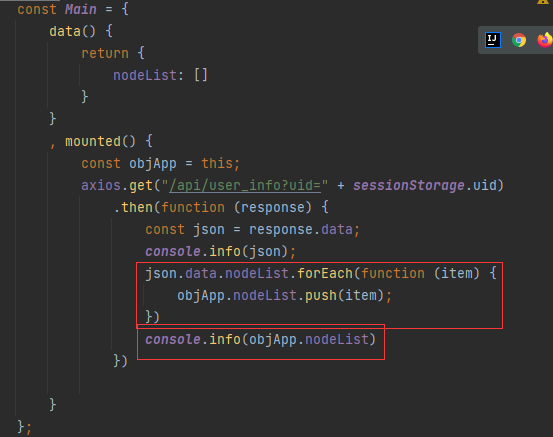 const Main = {
data() {
return {
nodeList: []
}
}
, mounted() {
const objApp = this;
axios.get("/api/user_info?uid=" + sessionStorage.uid)
.then(function (response) {
const json = response.data;
console.info(json);
json.data.nodeList.forEach(function (item) {
objApp.nodeList.push(item);
})
console.info(objApp.nodeList)
})
}
};
IJ